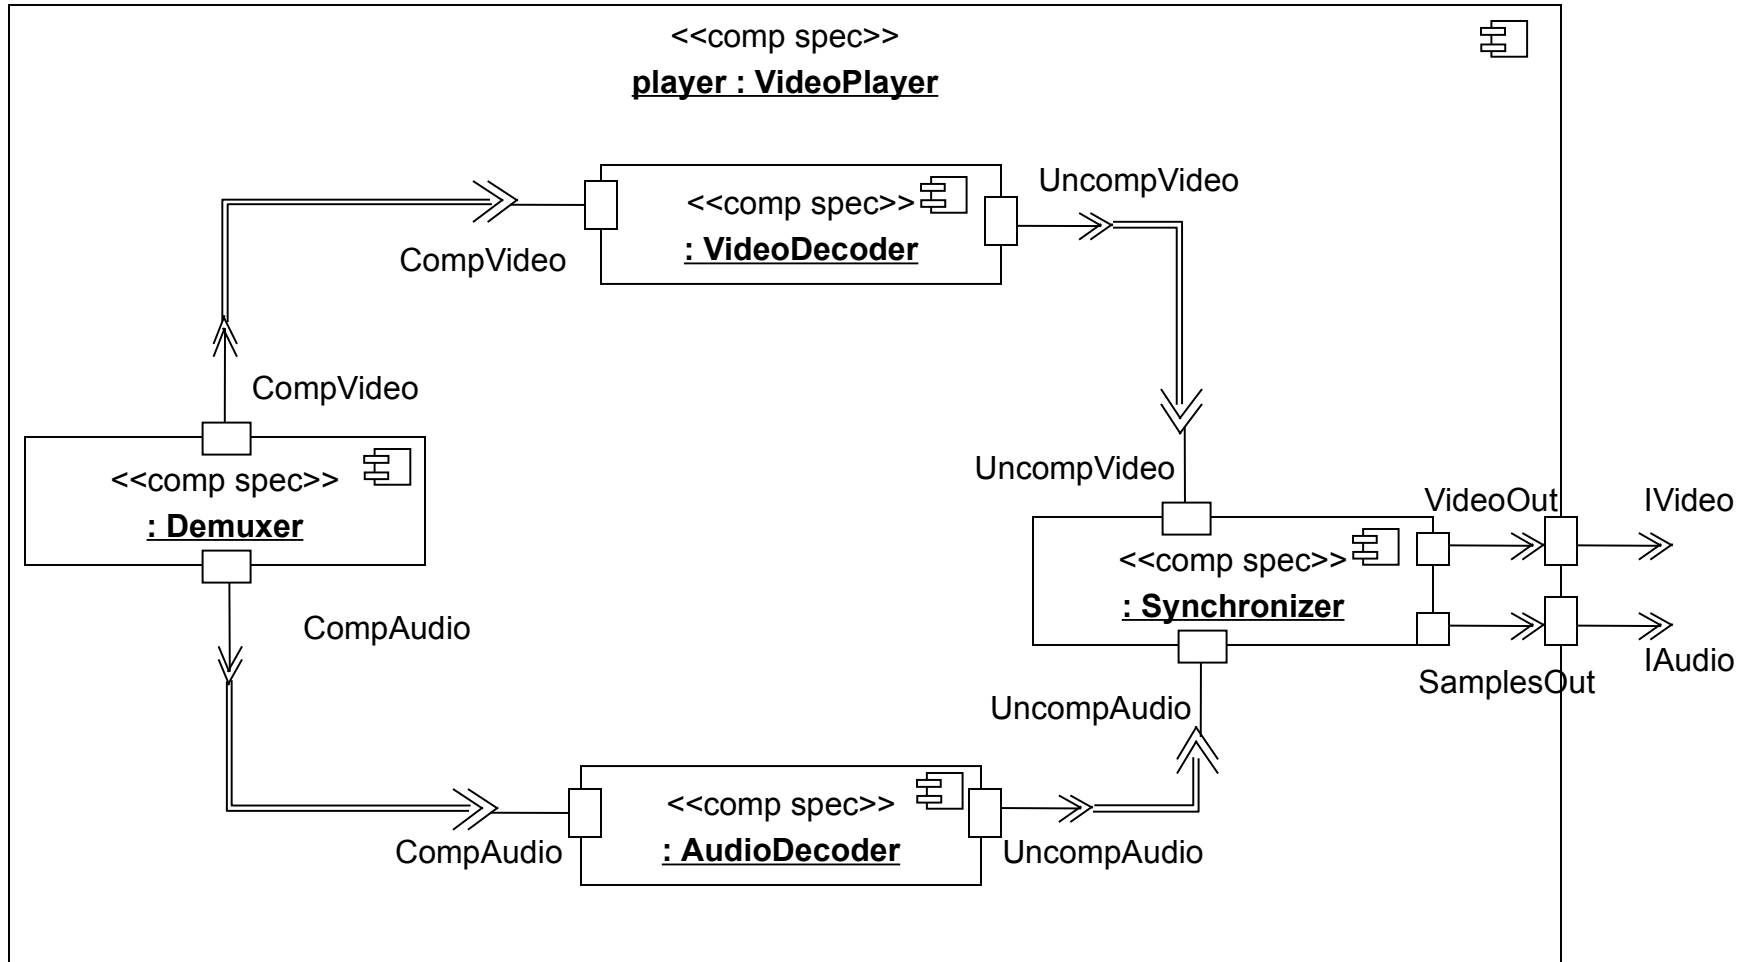 <<comp spec>>
player : VideoPlayer
UncompVideo
<<comp spec>>
: VideoDecoder
CompVideo
CompVideo
UncompVideo
<<comp spec>>
: Demuxer
VideoOut
IVideo
<<comp spec>>
: Synchronizer
CompAudio
IAudio
SamplesOut
UncompAudio
<<comp spec>>
: AudioDecoder
CompAudio
UncompAudio